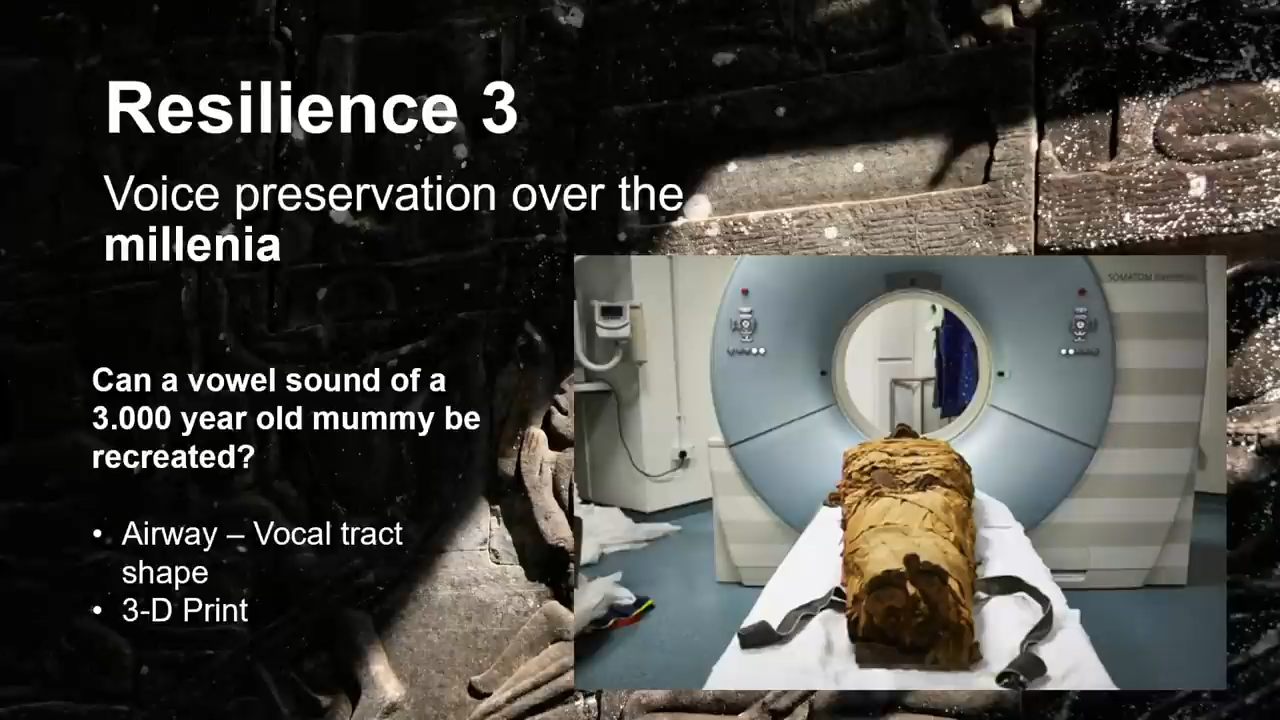 Resilience 3
Voice preservation over the
millenia
Can a vowel sound of a
3.000 year old mummy be
recreated?
• Airway – Vocal tract
shape
• 3-D Print
SOMATOM